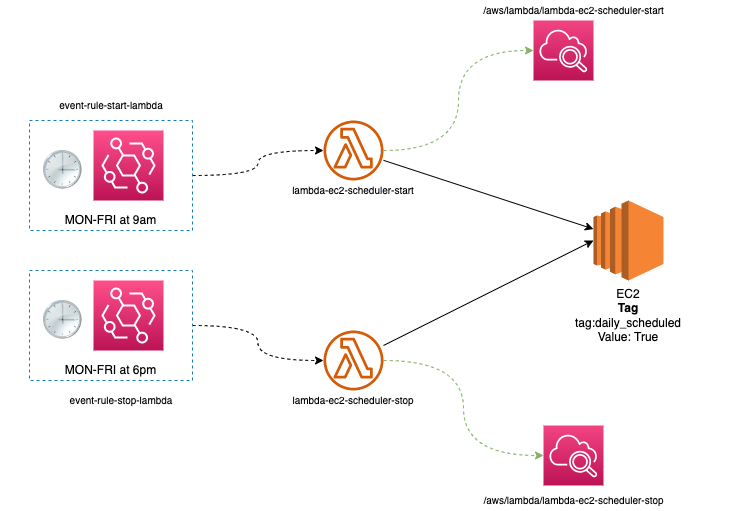 /aws/lambda/lambda-ec2-scheduler-start
event-rule-start-lambda
MON-FRI at 9am
lambda-ec2-scheduler-start
EC2
Tag
tag:daily_scheduled
Value: True
MON-FRI at 6pm
event-rule-stop-lambda
lambda-ec2-scheduler-stop
/aws/lambda/lambda-ec2-scheduler-stop